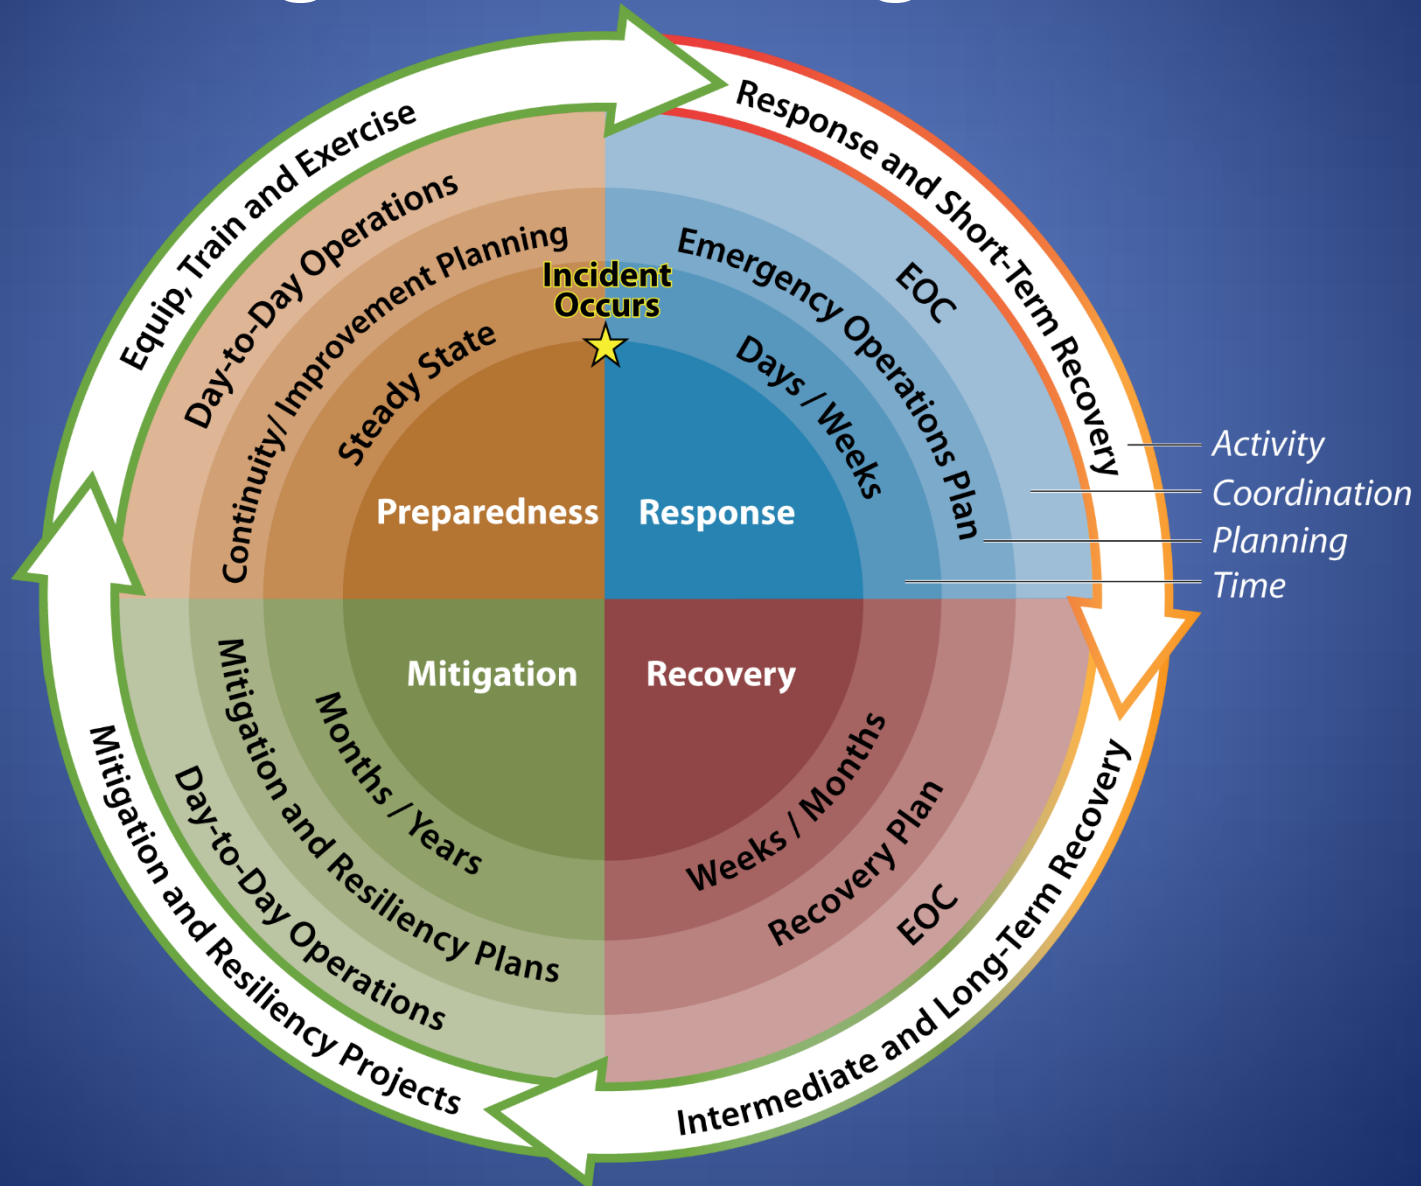 Equip, Train and Exercise
Day-to-Day Operations
Continuity/ Improvement Planning
Steady State
Preparedness
Incident
Occurs
Response and Short-Term Recovery
EOC
Emergency Operations Plan
Days / Weeks
Response
Activity
Coordination
Planning
Time
Mitigation
Months / Years
Mitigation and Resiliency Plans
Day-to-Day Operations
Mitigation and Resiliency Projects
Recovery
Weeks / Months
Recovery Plan
EOC
Intermediate and Long-Term Recovery